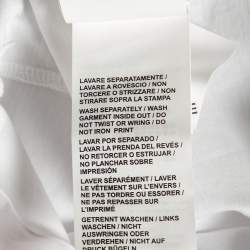 LAVARE SEPARATAMENTE /
LAVARE A ROVESCIO / NON
TORCERE O STRIZZARE / NON
STIRARE SOFRA LA STAMPA
WASH SEPARATELY / WASH
GARMENT INSIDE OUT / DO
NOT TWIST OR WRING / DO
NOT IRON PRINT
LAVAR POR SEPARADO /
LAVAR LA PRENDA DEL REVÉS /
NO RETORCER O ESTRUJAR /
NO PLANCHAR SOBRE
IMPRESIÓN
LAVER SÉPARÉMENT / LAVER
LE VÊTEMENT SUR L'ENVERS /
NE PAS TORDRE OU ESSORER /
NE PAS REPASSER SUR
L'IMPRIMÉ
GETRENNT WASCHEN / LINKS
WASCHEN / NICHT
AUSWRINGEN ODER
VERDREHEN / NICHT AUF
DRUCK BÜGELN